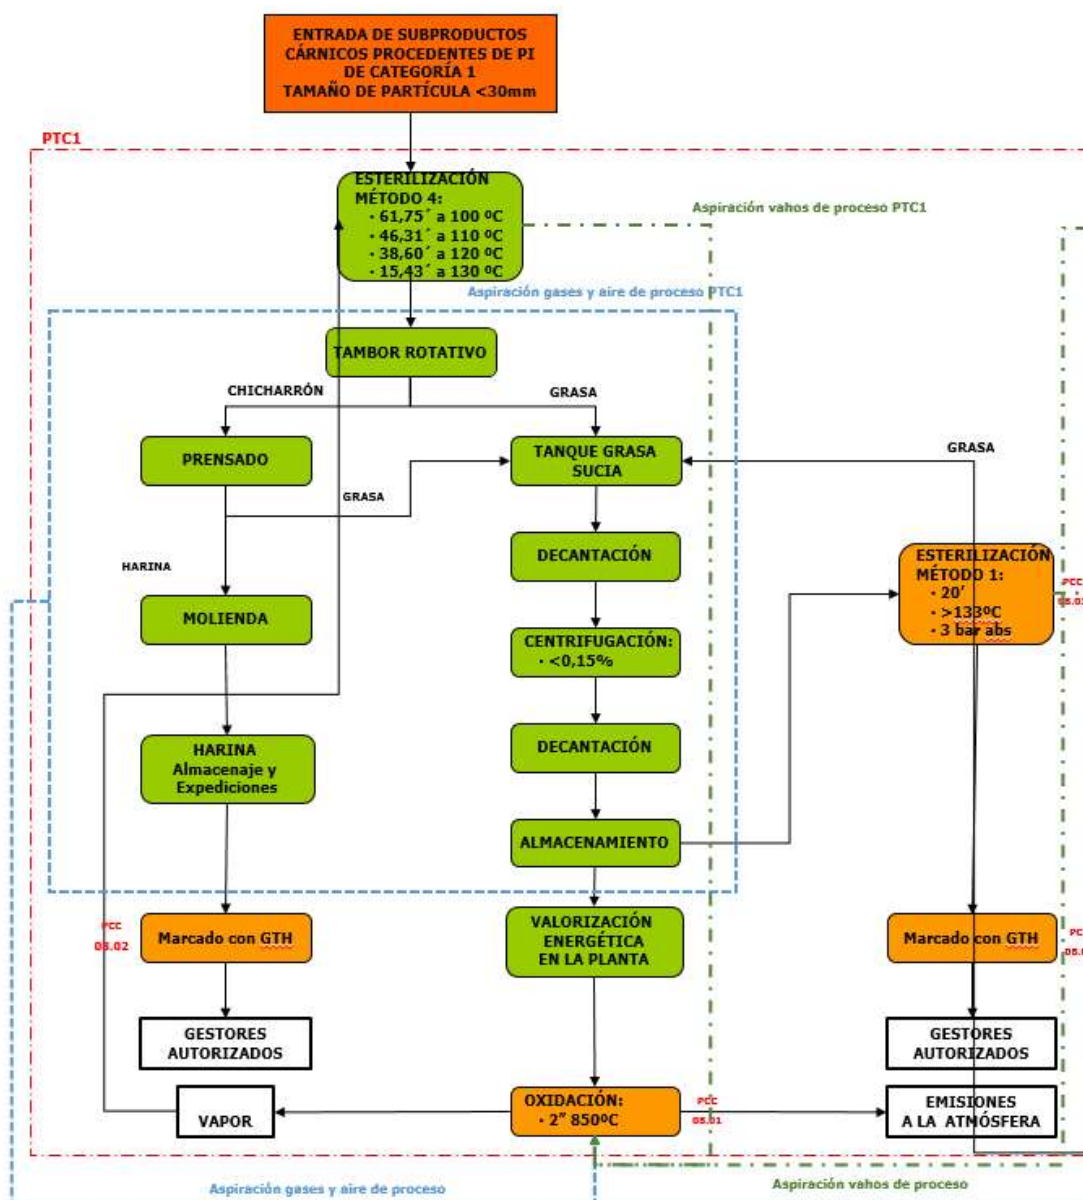 ENTRADA DE SUBPRODUCTOS
CÁRNICOS PROCEDENTES DE PI
DE CATEGORÍA 1
TAMAÑO DE PARTÍCULA <30mm
PTC1
ESTERILIZACIÓN
MÉTODO 4:
· 61,75´ a 100 ºC
· 46,31´ a 110 ºC
· 38,60´ a 120 ºC
· 15,43´ a 130 ºC
Aspiración vahos de proceso PTC1
Aspiración gases y aire de proceso PTC1
TAMBOR ROTATIVO
CHICHARRÓN
GRASA
PRENSADO
TANQUE GRASA
SUCIA
GRASA
GRASA
DECANTACIÓN
HARINA
ESTERILIZACIÓN
MÉTODO 1:
· 20’
· >133ºC
· 3 bar abs
PCC
MOLIENDA
CENTRIFUGACIÓN:
· <0,15%
HARINA
Almacenaje y
Expediciones
DECANTACIÓN
ALMACENAMIENTO
PCC
08.02
Marcado con GTH
VALORIZACIÓN
ENERGÉTICA
EN LA PLANTA
Marcado con GTH
GESTORES
AUTORIZADOS
GESTORES
AUTORIZADOS
VAPOR
OXIDACIÓN:
· 2” 850ºC
PCC
08.01
EMISIONES
A LA ATMÓSFERA
Aspiración gases y aire de proceso
Aspiración vahos de proceso